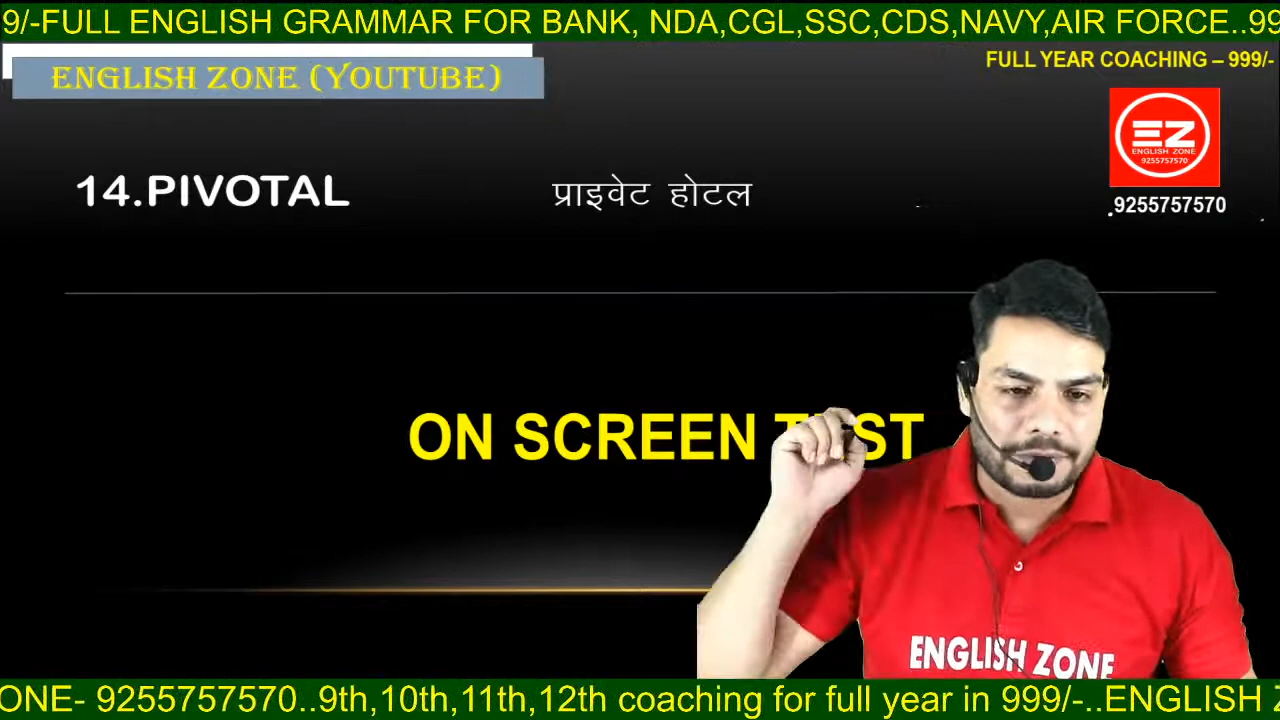 9/-FULL ENGLISH GRAMMAR FOR BANK, NDA,CGL,SSC,CDS,NAVY,AIR FORCE..99
FULL YEAR COACHING – 999/-
ENGLISH ZONE (YOUTUBE)
EZ
ENGLISH ZONE
9255757570
14.PIVOTAL
प्राइवेट होटल
.9255757570
ON SCREEN TEST
ENGLISH ZONE
ONE- 9255757570..9th,10th,11th,12th coaching for full year in 999/-..ENGLISH Z